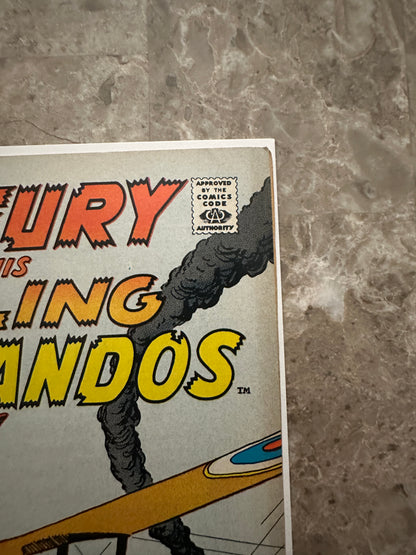 FURY
APPROVED
BY THE
COMICS
CODE
CA
AUTHORITY
HIS
LING
ANDOS
TM